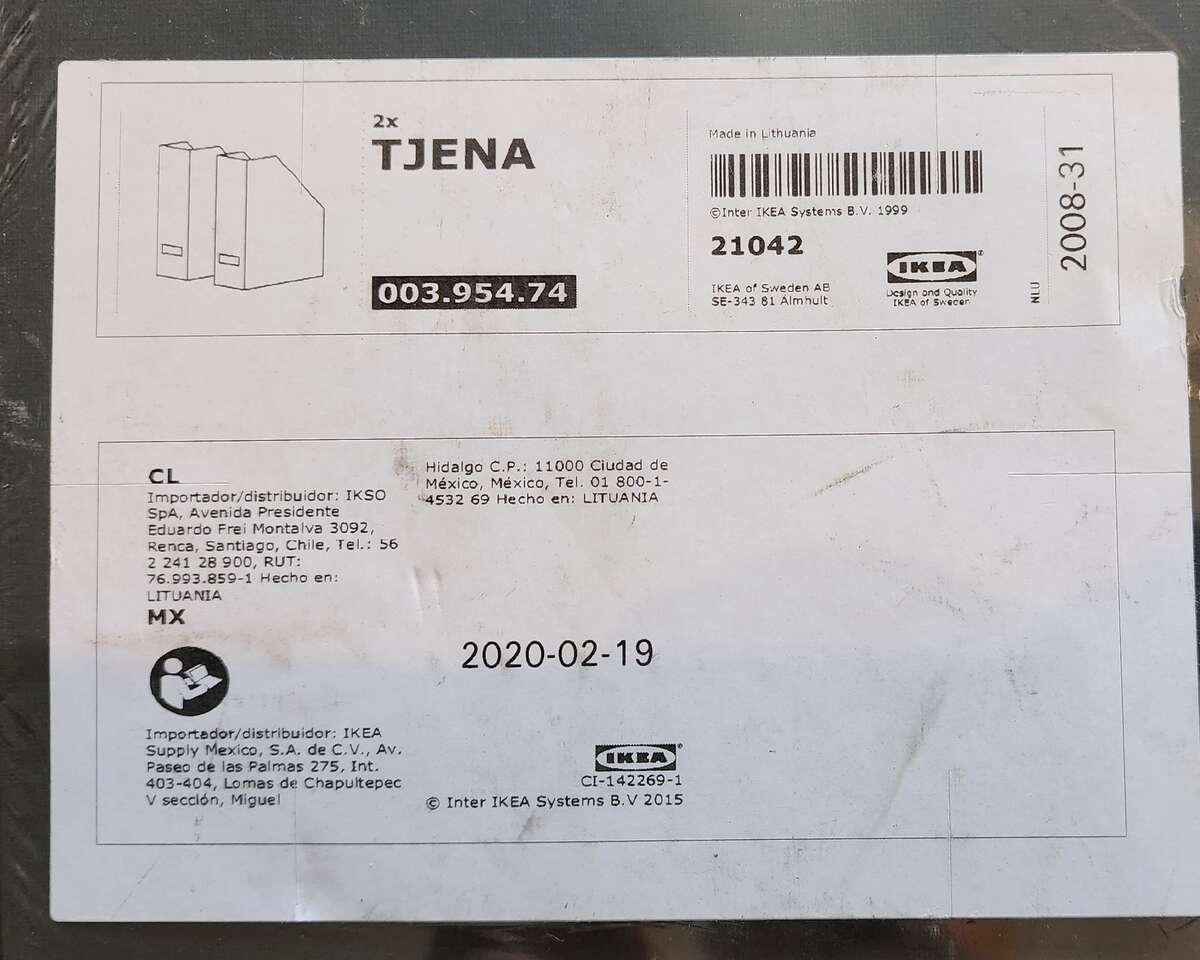 2x
TJENA
003.954.74
Made in Lithuania
©Inter IKEA Systems B.V. 1999
21042
IKEA of Sweden AB
SE-343 81 Älmhult
IKEA
Design and Quality
IKEA of Sweden
NLU
2008-31
CL
Importador/distribuidor: IKSO
SpA, Avenida Presidente
Eduardo Frei Montalva 3092,
Renca, Santiago, Chile, Tel.: 56
2 241 28 900, RUT:
76.993.859-1 Hecho en:
LITUANIA
MX
Importador/distribuidor: IKEA
Supply Mexico, S.A. de C.V., Av.
Paseo de las Palmas 275, Int.
403-404, Lomas de Chapultepec
V sección, Miguel
Hidalgo C.P.: 11000 Ciudad de
México, México, Tel. 01 800-1-
4532 69 Hecho en: LITUANIA
2020-02-19
IKEA
CI-142269-1
© Inter IKEA Systems B.V 2015